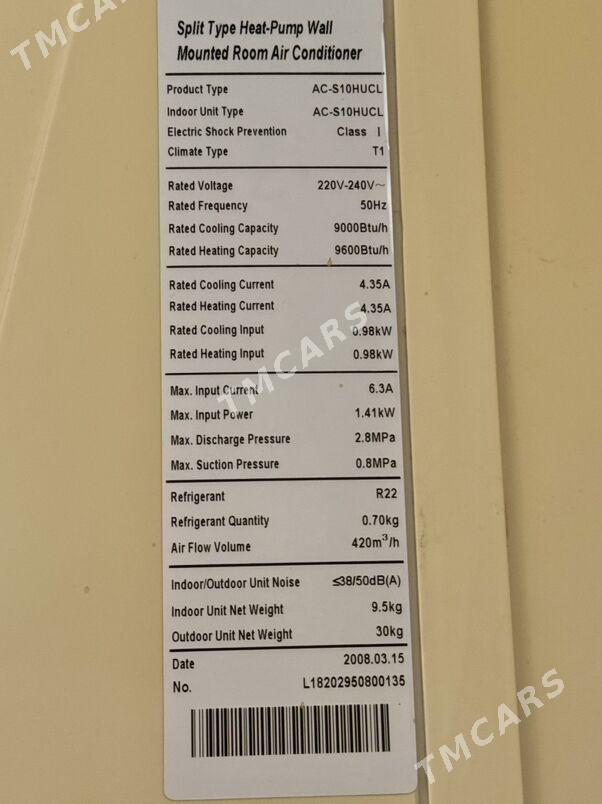 TMCARS
Split Type Heat-Pump Wall
Mounted Room Air Conditioner
Product Type AC-S10HUCL
Indoor Unit Type AC-S10HUCL
Electric Shock Prevention Class I
Climate Type T1
Rated Voltage 220V-240V~
Rated Frequency 50Hz
Rated Cooling Capacity 9000Btu/h
Rated Heating Capacity 9600Btu/h
Rated Cooling Current 4.35A
Rated Heating Current 4.35A
Rated Cooling Input 0.98kW
Rated Heating Input 0.98kW
TMCARS
Max. Input Current 6.3A
Max. Input Power 1.41kW
Max. Discharge Pressure 2.8MPa
Max. Suction Pressure 0.8MPa
Refrigerant R22
Refrigerant Quantity 0.70kg
Air Flow Volume 420m³/h
Indoor/Outdoor Unit Noise ≤38/50dB(A)
Indoor Unit Net Weight 9.5kg
Outdoor Unit Net Weight 30kg
Date 2008.03.15
No. L18202950800135
TMCARS